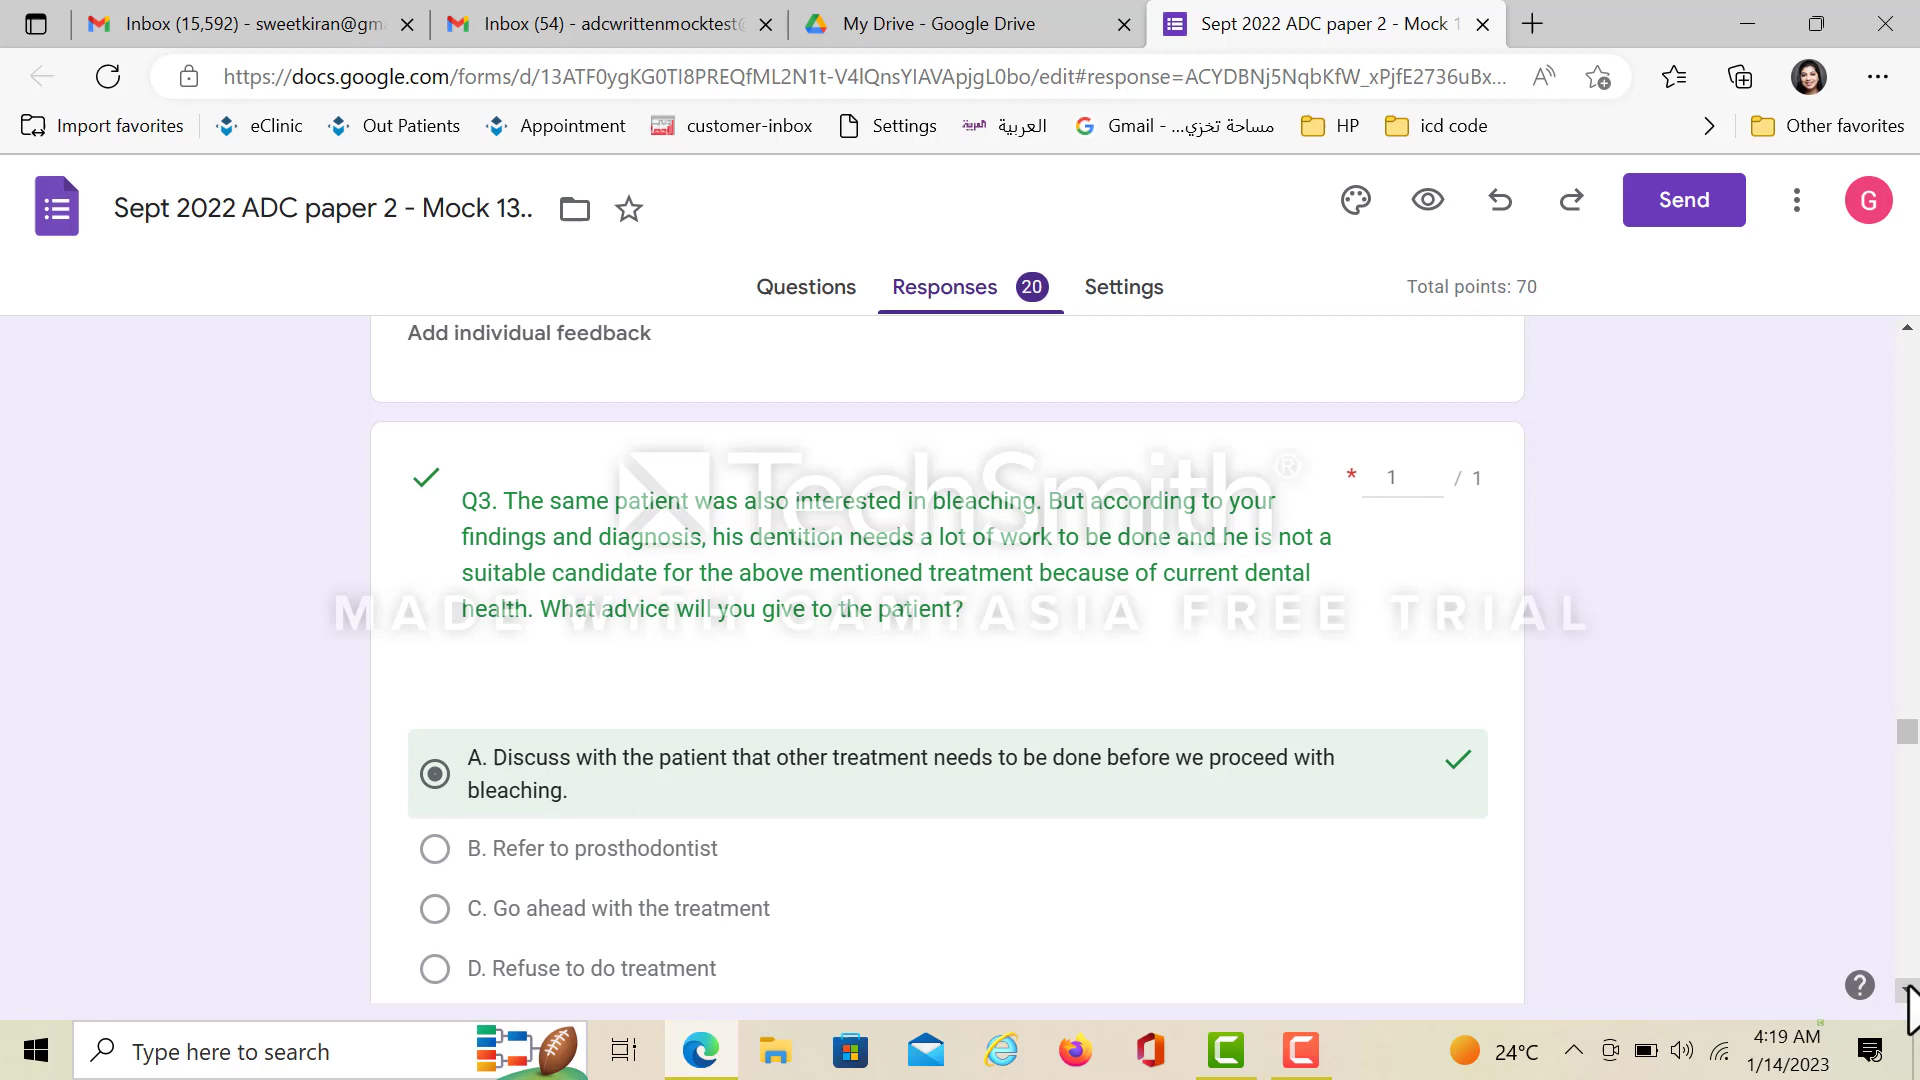 Inbox (15,592) - sweetkiran@gma
Inbox (54) - adcwrittenmocktest@
My Drive - Google Drive
Sept 2022 ADC paper 2 - Mock 1
https://docs.google.com/forms/d/13ATF0ygKG0TI8PREQfML2N1t-V4lQnsYIAVApjgL0bo/edit#response=ACYDBNj5NqbKfW_xPjfE2736uBx...
Import favorites
eClinic
Out Patients
Appointment
customer-inbox
Settings
العربية
Gmail - ...مساحة تخزي
HP
icd code
Other favorites
Sept 2022 ADC paper 2 - Mock 13..
Send
G
Questions
Responses 20
Settings
Total points: 70
Add individual feedback
TechSmith®
* 1 / 1
Q3. The same patient was also interested in bleaching. But according to your
findings and diagnosis, his dentition needs a lot of work to be done and he is not a
suitable candidate for the above mentioned treatment because of current dental
health. What advice will you give to the patient?
MADE WITH CAMTASIA FREE TRIAL
A. Discuss with the patient that other treatment needs to be done before we proceed with
bleaching.
B. Refer to prosthodontist
C. Go ahead with the treatment
D. Refuse to do treatment
Type here to search
24°C
4:19 AM
1/14/2023